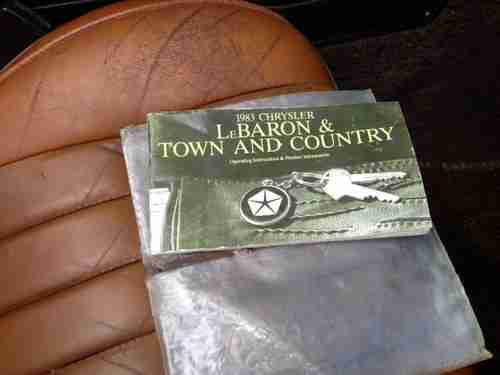 1983 CHRYSLER
LEBARON &
TOWN AND COUNTRY
Operating Instructions & Product Information